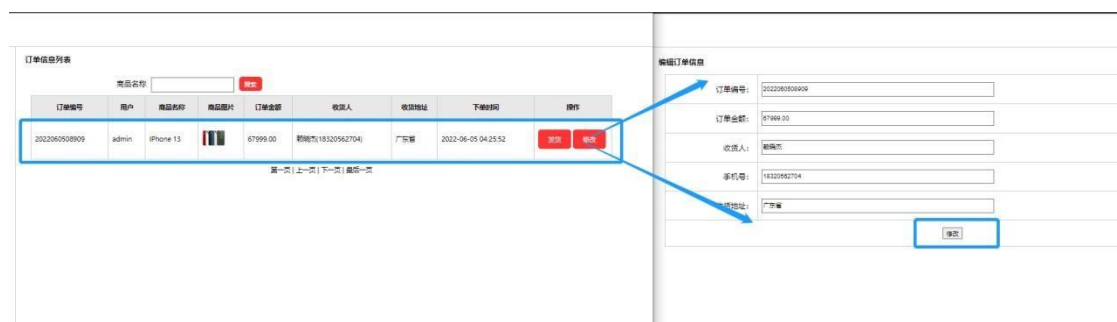 订单信息列表
商品名称 搜索
订单编号 用户 商品名称 商品图片 订单金额 收货人 收货地址 下单时间 操作
2022060508909 admin iPhone 13 67999.00 (18320562704) 广东省 2022-06-05 04:25:52 发货 修改
第一页 | 上一页 | 下一页 | 最后一页
编辑订单信息
订单编号: 2022060508909
订单金额: 67999.00
收货人:
手机号: 18320562704
收货地址: 广东省
修改